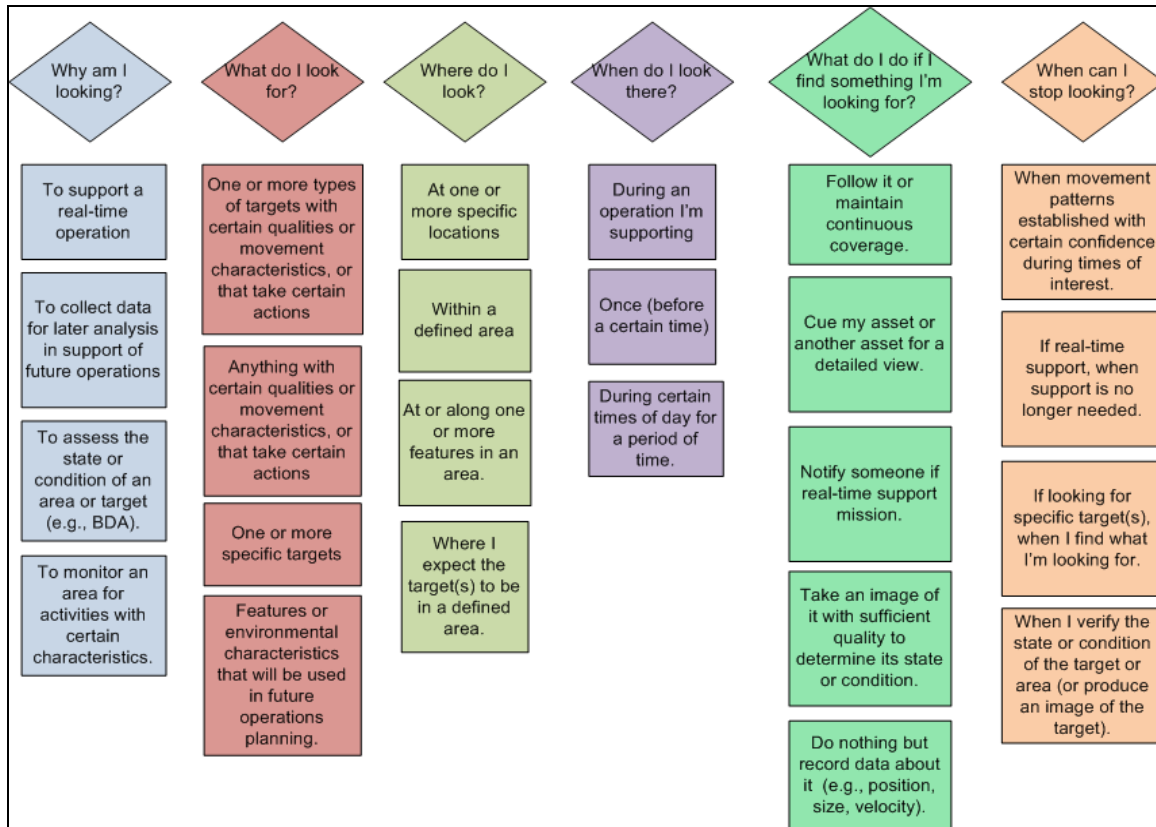 Why am I
looking?
What do I look
for?
Where do I
look?
When do I look
there?
What do I do if I
find something I'm
looking for?
When can I
stop looking?
To support a
real-time
operation
To collect data
for later analysis
in support of
future operations
To assess the
state or
condition of an
area or target
(e.g., BDA).
To monitor an
area for
activities with
certain
characteristics.
One or more types
of targets with
certain qualities or
movement
characteristics, or
that take certain
actions
Anything with
certain qualities or
movement
characteristics, or
that take certain
actions
One or more
specific targets
Features or
environmental
characteristics
that will be used
in future
operations
planning.
At one or
more specific
locations
Within a
defined area
At or along one
or more
features in an
area.
Where I
expect the
target(s) to be
in a defined
area.
During an
operation I'm
supporting
Once (before
a certain time)
During certain
times of day for
a period of
time.
Follow it or
maintain
continuous
coverage.
Cue my asset or
another asset for a
detailed view.
Notify someone if
real-time support
mission.
Take an image of
it with sufficient
quality to
determine its state
or condition.
Do nothing but
record data about
it (e.g., position,
size, velocity).
When movement
patterns
established with
certain confidence
during times of
interest.
If real-time
support, when
support is no
longer needed.
If looking for
specific target(s),
when I find what
I'm looking for.
When I verify the
state or condition
of the target or
area (or produce
an image of the
target).